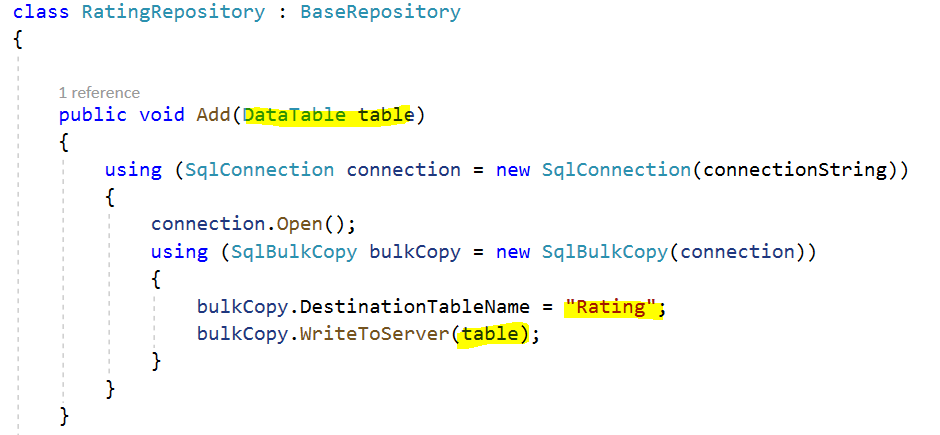 class RatingRepository : BaseRepository
{
1 reference
public void Add(DataTable table)
{
using (SqlConnection connection = new SqlConnection(connectionString))
{
connection.Open();
using (SqlBulkCopy bulkCopy = new SqlBulkCopy(connection))
{
bulkCopy.DestinationTableName = "Rating";
bulkCopy.WriteToServer(table);
}
}
}